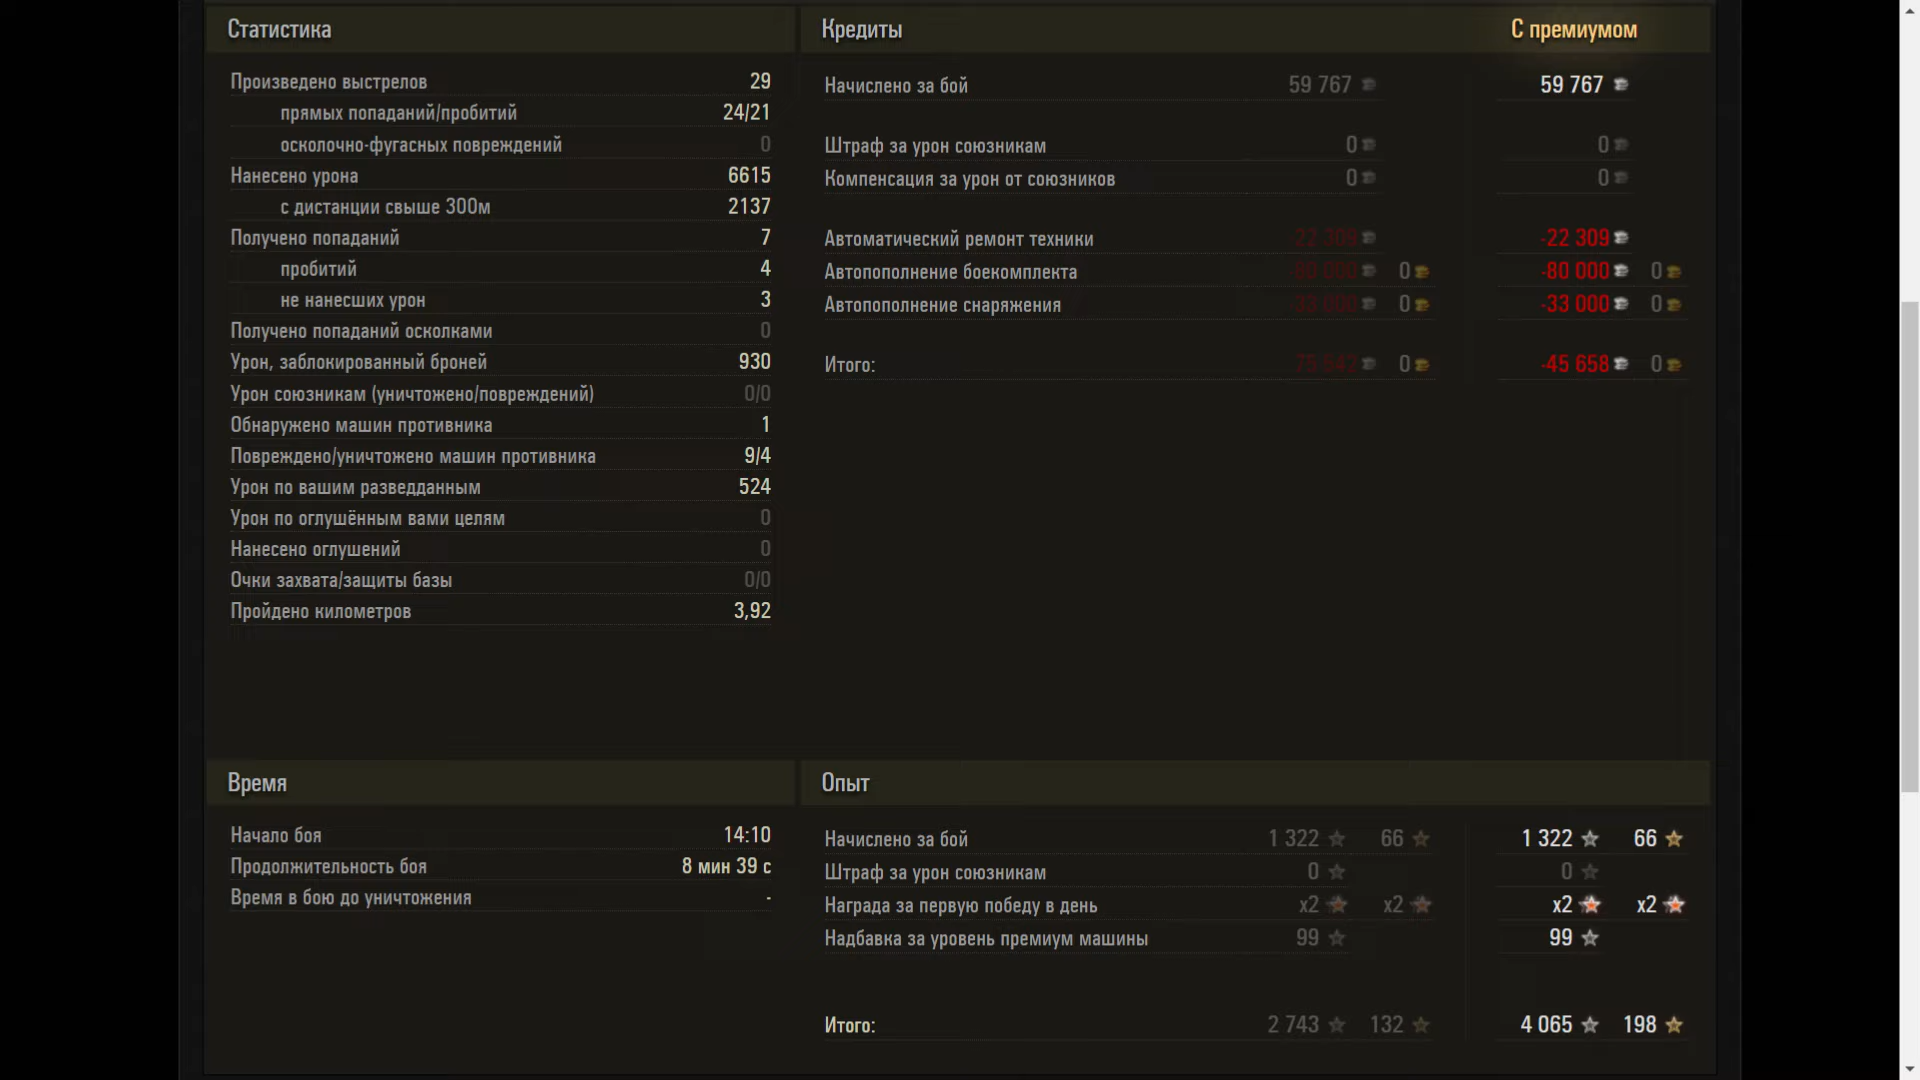 Статистика
Произведено выстрелов 29
прямых попаданий/пробитий 24/21
осколочно-фугасных повреждений 0
Нанесено урона 6615
с дистанции свыше 300м 2137
Получено попаданий 7
пробитий 4
не нанесших урон 3
Получено попаданий осколками 0
Урон, заблокированный броней 930
Урон союзникам (уничтожено/повреждений) 0/0
Обнаружено машин противника 1
Повреждено/уничтожено машин противника 9/4
Урон по вашим разведданным 524
Урон по оглушённым вами целям 0
Нанесено оглушений 0
Очки захвата/защиты базы 0/0
Пройдено километров 3,92
Кредиты С премиумом
Начислено за бой 59 767 59 767
Штраф за урон союзникам 0 0
Компенсация за урон от союзников 0 0
Автоматический ремонт техники -22 309 -22 309
Автопополнение боекомплекта -80 000 0 -80 000 0
Автопополнение снаряжения -33 000 0 -33 000 0
Итого: -75 542 0 -45 658 0
Время
Начало боя 14:10
Продолжительность боя 8 мин 39 с
Время в бою до уничтожения -
Опыт
Начислено за бой 1 322 66 1 322 66
Штраф за урон союзникам 0 0
Награда за первую победу в день x2 x2 x2 x2
Надбавка за уровень премиум машины 99 99
Итого: 2 743 132 4 065 198